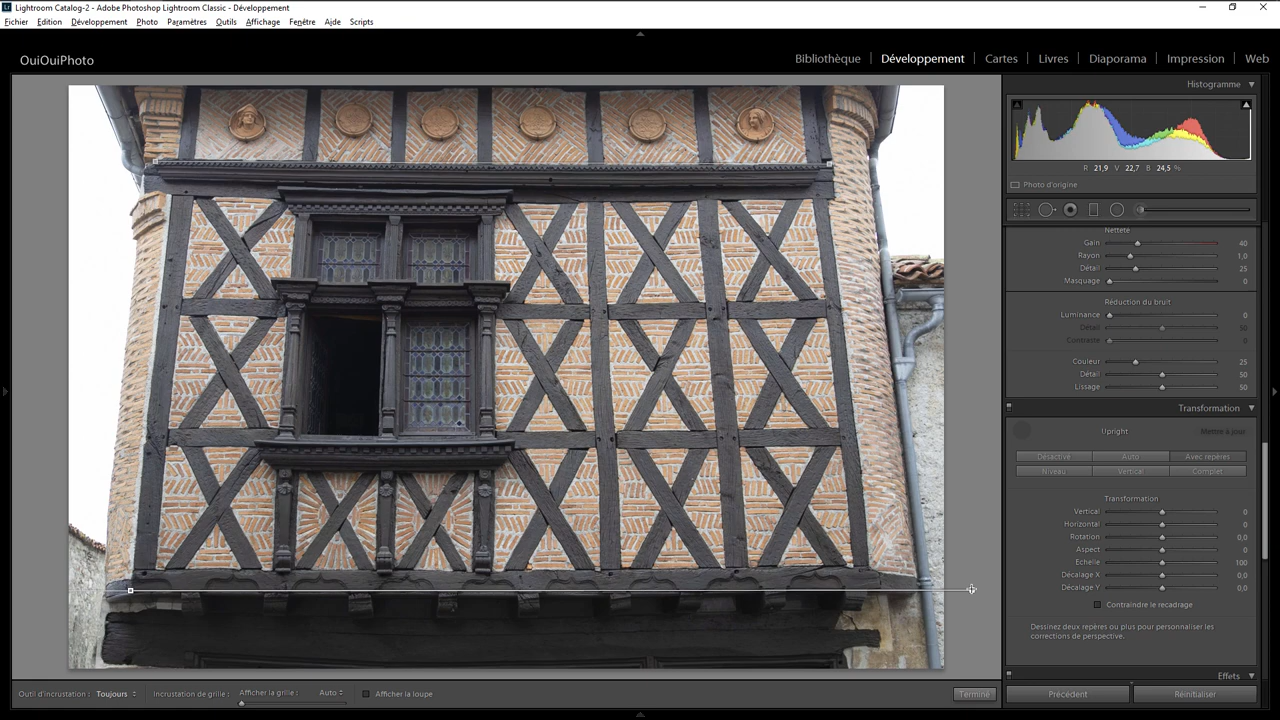 Lightroom Catalog-2 - Adobe Photoshop Lightroom Classic - Développement
Fichier Edition Développement Photo Paramètres Outils Affichage Fenêtre Aide Scripts
OuiOuiPhoto
Bibliothèque | Développement | Cartes | Livres | Diaporama | Impression | Web
Histogramme
R 21,9 V 22,7 B 24,5 %
Photo d'origine
Netteté
Gain 40
Rayon 1,0
Détail 25
Masquage 0
Réduction du bruit
Luminance 0
Détail 50
Contraste 0
Couleur 25
Détail 50
Lissage 50
Transformation
Upright Mettre à jour
Désactivé Auto Avec repères
Niveau Vertical Complet
Transformation
Vertical 0
Horizontal 0
Rotation 0,0
Aspect 0
Echelle 100
Décalage X 0,0
Décalage Y 0,0
Contraindre le recadrage
Dessinez deux repères ou plus pour personnaliser les
corrections de perspective.
Effets
Outil d'incrustation : Toujours Incrustation de grille : Afficher la grille : Auto Afficher la loupe Terminé
Précédent Réinitialiser